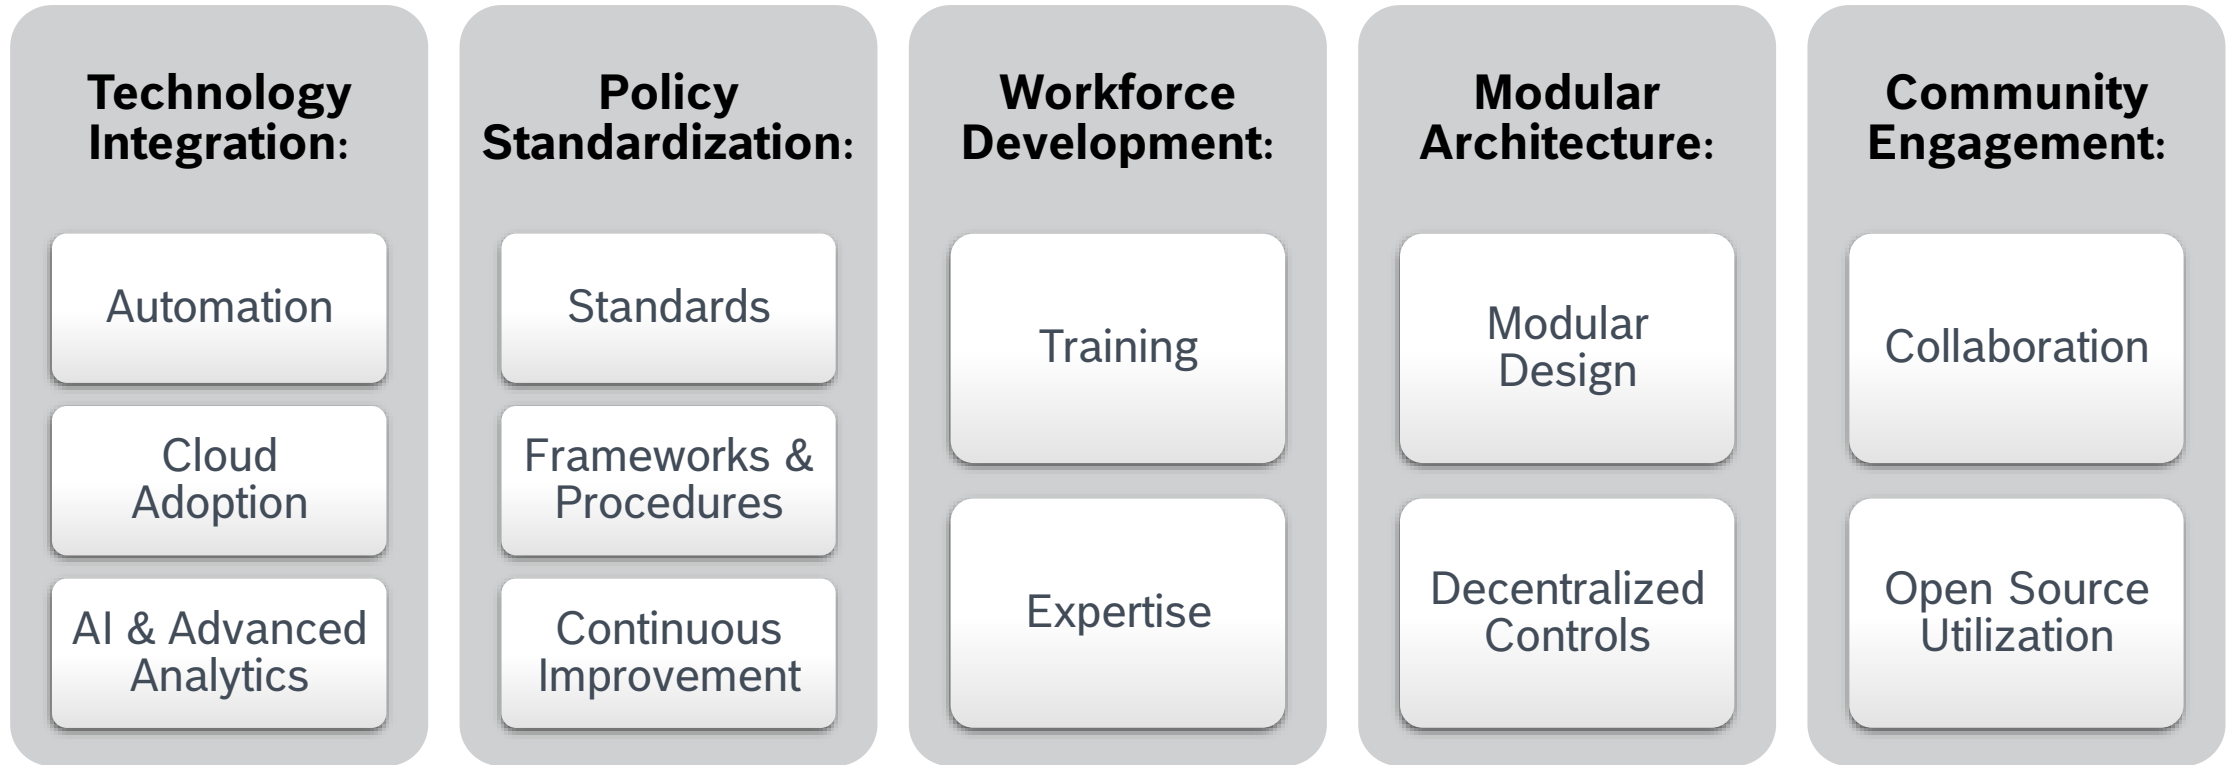 Technology
Integration:
Automation
Cloud
Adoption
AI & Advanced
Analytics
Policy
Standardization:
Standards
Frameworks &
Procedures
Continuous
Improvement
Workforce
Development:
Training
Expertise
Modular
Architecture:
Modular
Design
Decentralized
Controls
Community
Engagement:
Collaboration
Open Source
Utilization